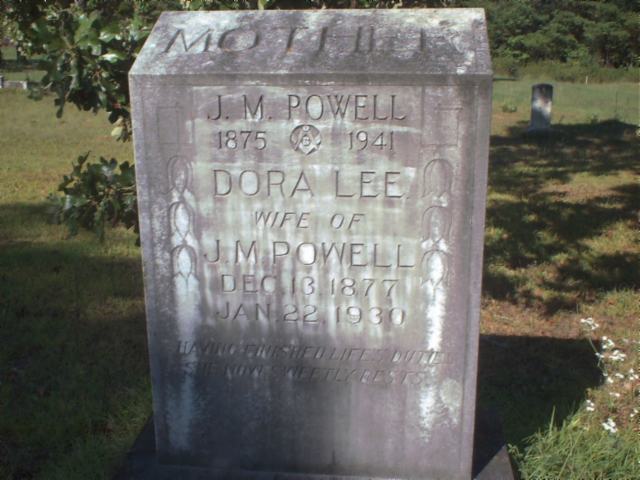 MOTHER
J. M. POWELL
1875 G 1941
DORA LEE.
WIFE OF
J. M. POWELL
DEC. 13. 1877
JAN. 22. 1930
HAVING FINISHED LIFE'S DUTIES
SHE NOW SWEETLY RESTS.